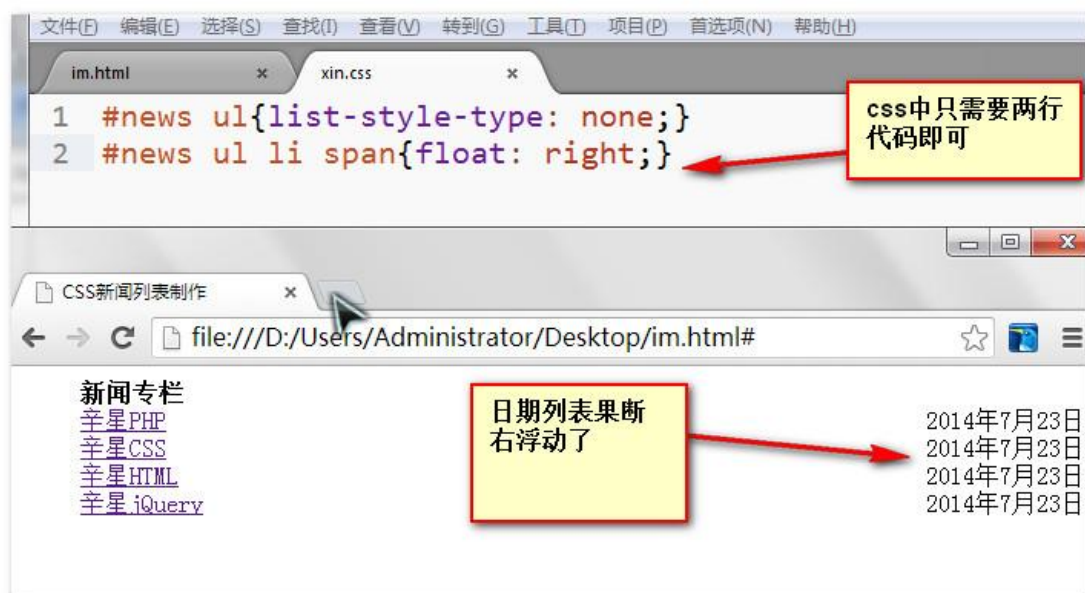 文件(F) 编辑(E) 选择(S) 查找(I) 查看(V) 转到(G) 工具(T) 项目(P) 首选项(N) 帮助(H)
im.html × xin.css ×
1 #news ul{list-style-type: none;}
2 #news ul li span{float: right;}
css中只需要两行
代码即可
CSS新闻列表制作 ×
file:///D:/Users/Administrator/Desktop/im.html#
新闻专栏
辛星PHP 2014年7月23日
辛星CSS 2014年7月23日
辛星HTML 2014年7月23日
辛星jQuery 2014年7月23日
日期列表果断
右浮动了